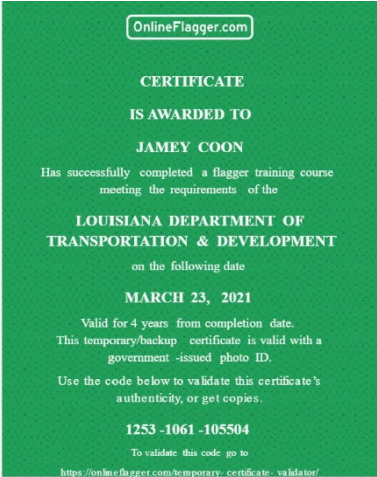 OnlineFlagger.com
CERTIFICATE
IS AWARDED TO
JAMEY COON
Has successfully completed a flagger training course
meeting the requirements of the
LOUISIANA DEPARTMENT OF
TRANSPORTATION & DEVELOPMENT
on the following date
MARCH 23, 2021
Valid for 4 years from completion date.
This temporary/backup certificate is valid with a
government -issued photo ID.
Use the code below to validate this certificate's
authenticity, or get copies.
1253 -1061 -105504
To validate this code go to
https://onlineflagger.com/temporary- certificate- validator/